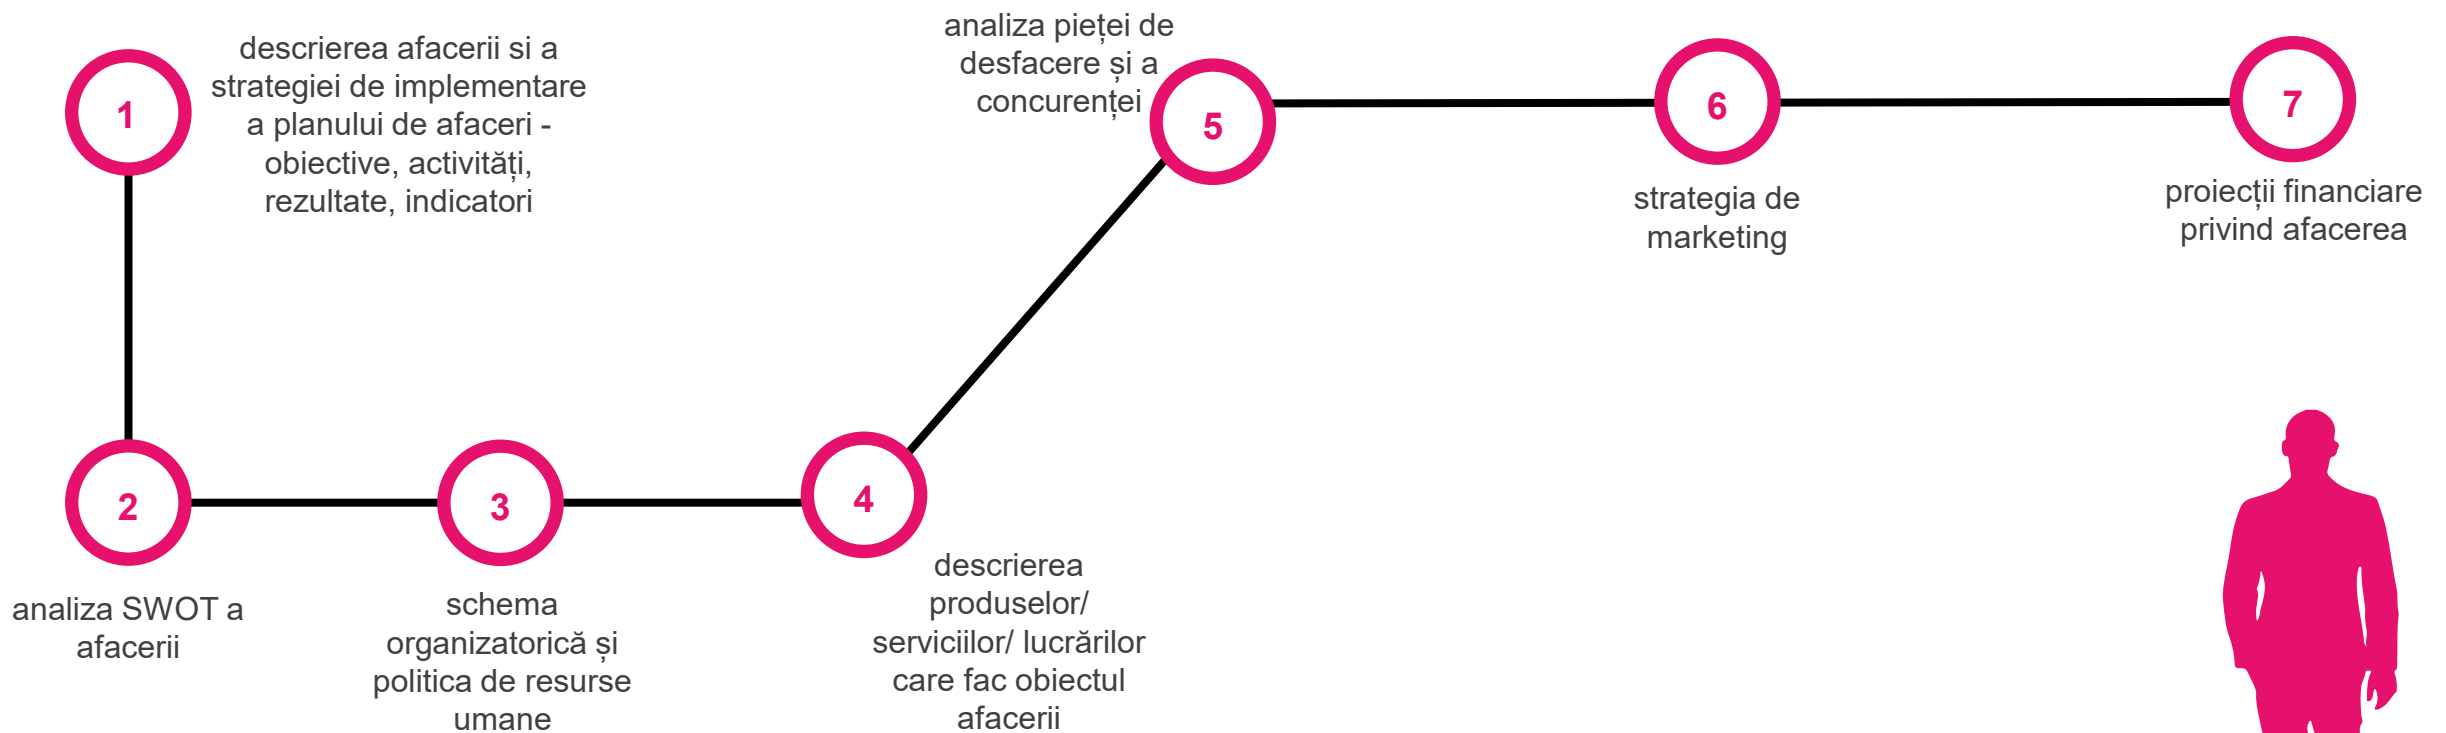 1
descrierea afacerii si a
strategiei de implementare
a planului de afaceri -
obiective, activități,
rezultate, indicatori
2
analiza SWOT a
afacerii
3
schema
organizatorică și
politica de resurse
umane
4
descrierea
produselor/
serviciilor/ lucrărilor
care fac obiectul
afacerii
analiza pieței de
desfacere și a
concurenței
5
6
strategia de
marketing
7
proiecții financiare
privind afacerea